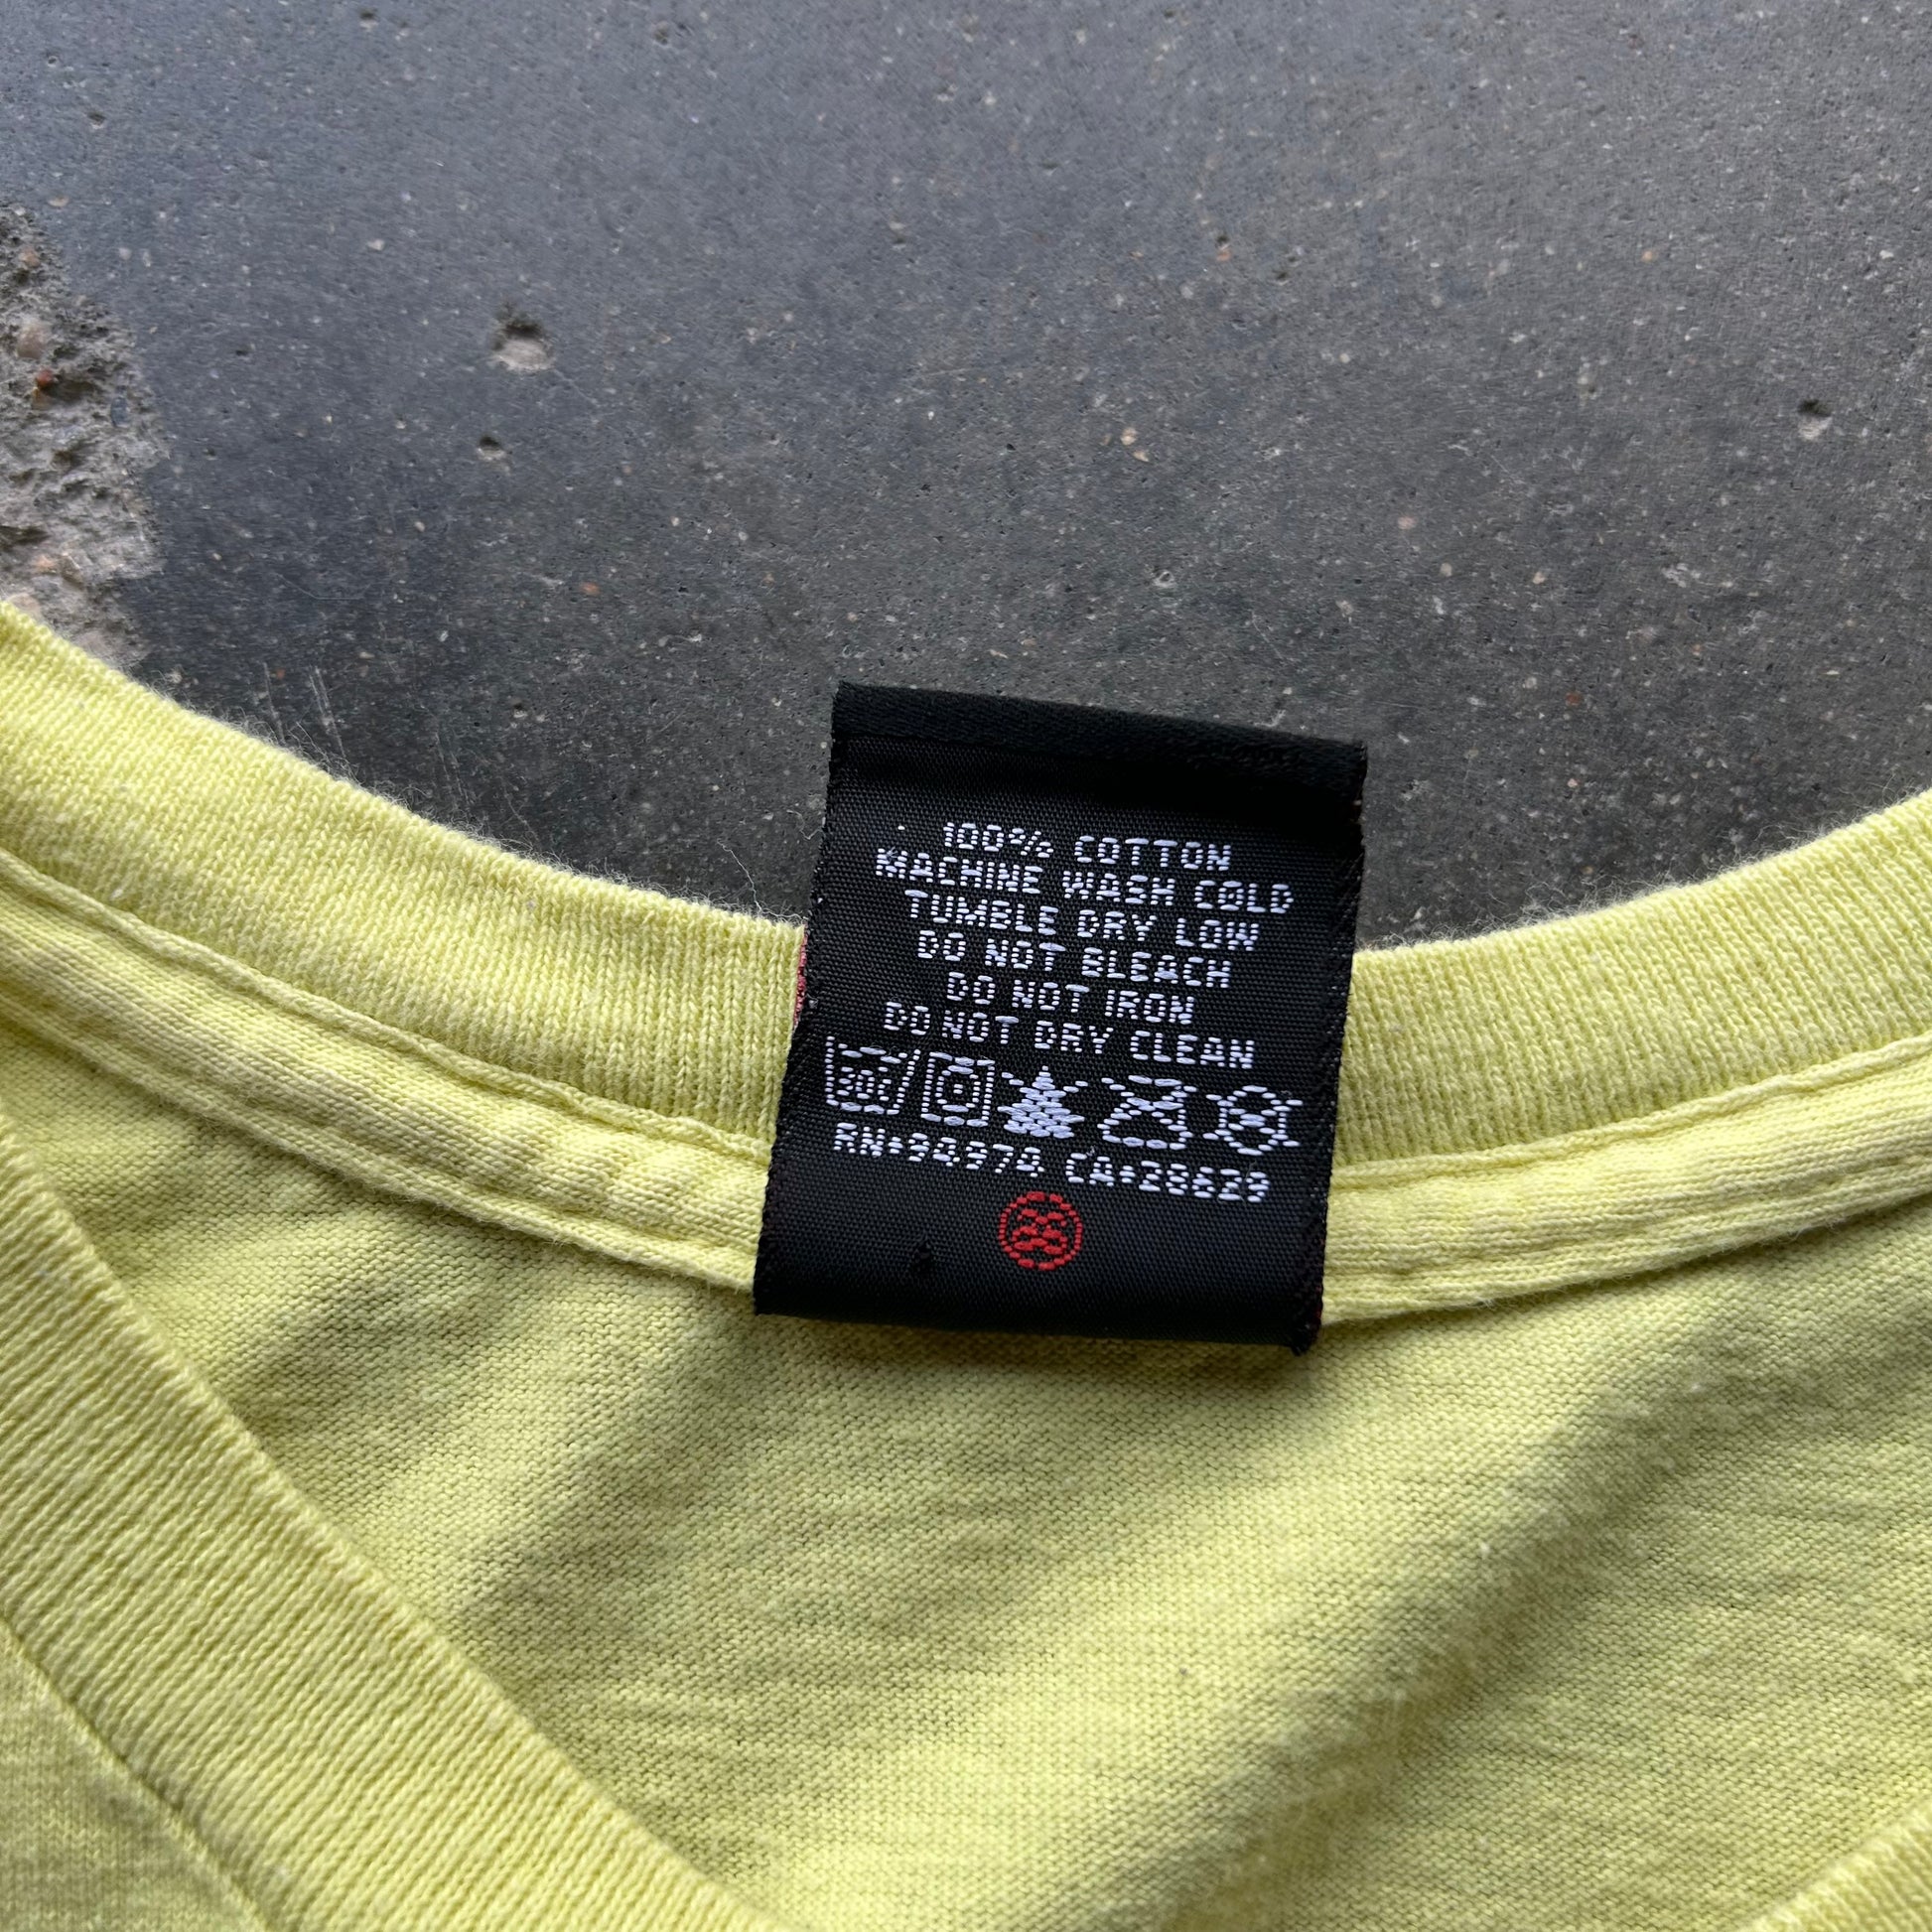 100% COTTON
MACHINE WASH COLD
TUMBLE DRY LOW
DO NOT BLEACH
DO NOT IRON
DO NOT DRY CLEAN
30c
RN•94974 CA•28629